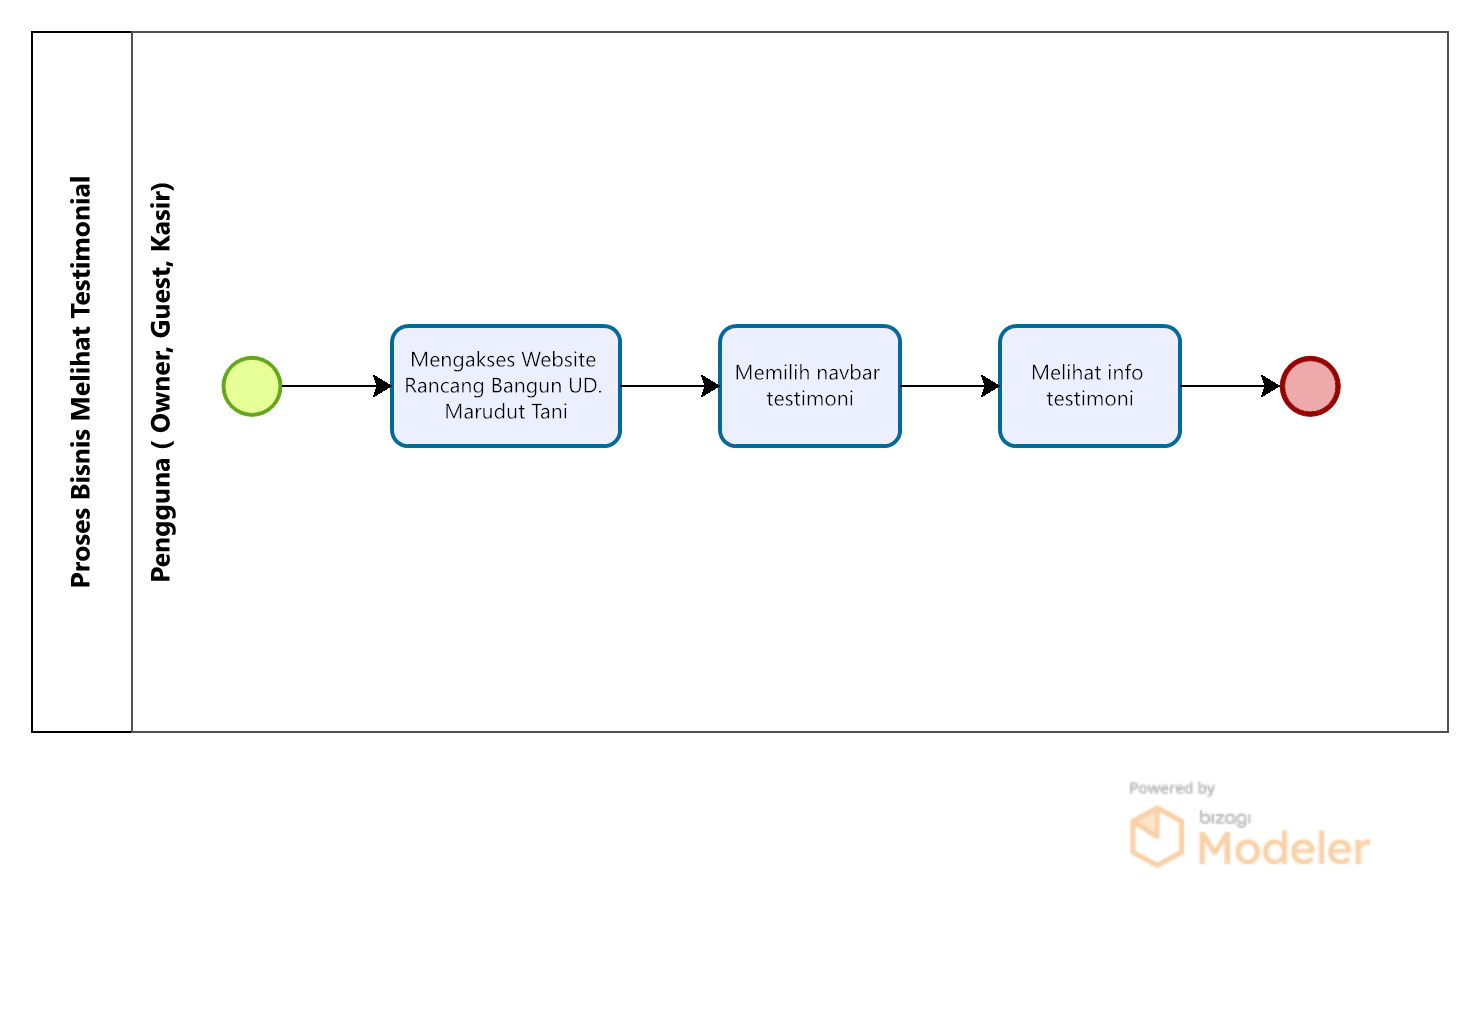 Proses Bisnis Melihat Testimonial
Pengguna ( Owner, Guest, Kasir)
Mengakses Website
Rancang Bangun UD.
Marudut Tani
Memilih navbar
testimoni
Melihat info
testimoni
Powered by
bizagi
Modeler